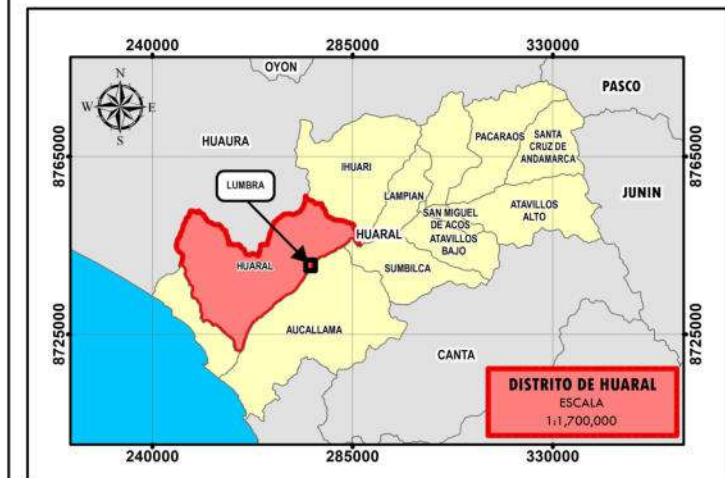 240000
285000
330000
OYON
PASCO
N
W
E
S
HUAURA
PACARAOS
SANTA
CRUZ DE
ANDAMARCA
8765000
8765000
IHUARI
LUMBRA
LAMPIAN
JUNIN
SAN MIGUEL
DE ACOS
ATAVILLOS
ALTO
HUARAL
ATAVILLOS
BAJO
HUARAL
SUMBILCA
8725000
8725000
AUCALLAMA
CANTA
DISTRITO DE HUARAL
ESCALA
1:1,700,000
240000
285000
330000